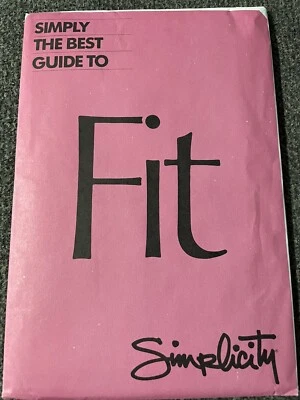 SIMPLY
THE BEST
GUIDE TO
Fit
Simplicity